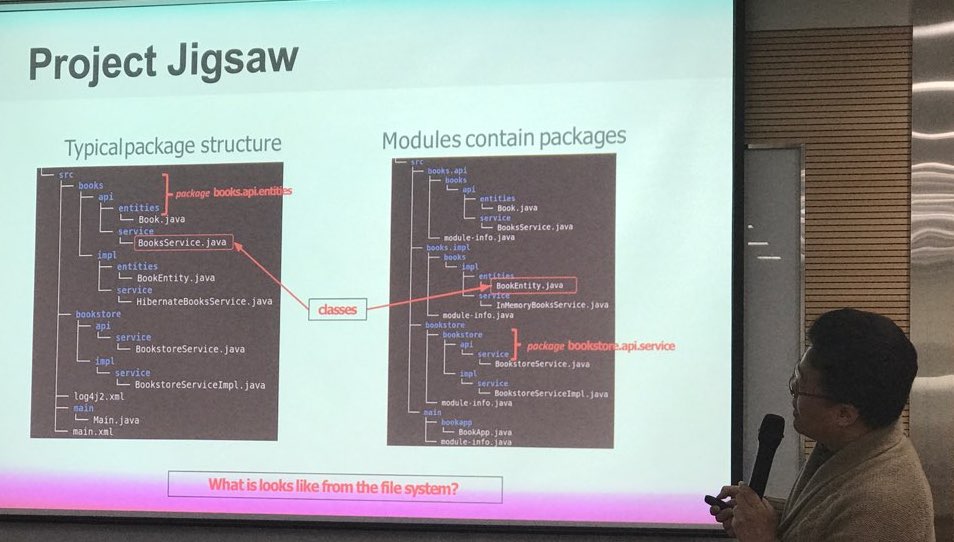 Project Jigsaw
Typical package structure
src
books
api
entities
Book.java
service
BooksService.java
impl
entities
BookEntity.java
service
HibernateBooksService.java
bookstore
api
service
BookstoreService.java
impl
service
BookstoreServiceImpl.java
log4j2.xml
main
Main.java
main.xml
package books.api.entities
classes
Modules contain packages
src
books.api
books
api
entities
Book.java
service
BooksService.java
module-info.java
books.impl
books
impl
entities
BookEntity.java
service
InMemoryBooksService.java
module-info.java
bookstore
bookstore
api
service
BookstoreService.java
impl
service
BookstoreServiceImpl.java
module-info.java
main
bookapp
BookApp.java
module-info.java
package bookstore.api.service
What is looks like from the file system?